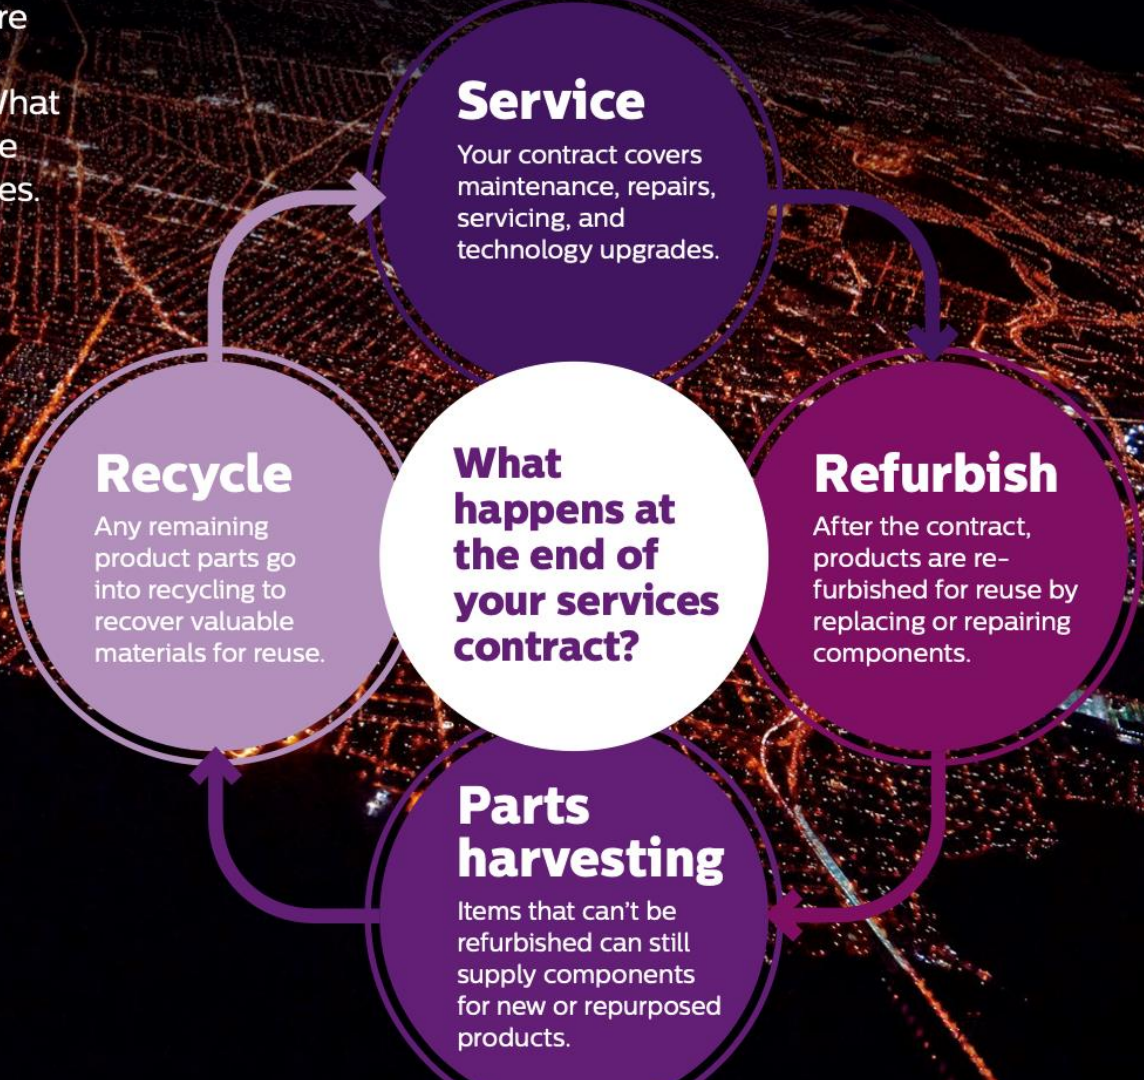 re
What
e
es.
Service
Your contract covers
maintenance, repairs,
servicing, and
technology upgrades.
Refurbish
After the contract,
products are re-
furbished for reuse by
replacing or repairing
components.
Parts
harvesting
Items that can’t be
refurbished can still
supply components
for new or repurposed
products.
Recycle
Any remaining
product parts go
into recycling to
recover valuable
materials for reuse.
What
happens at
the end of
your services
contract?